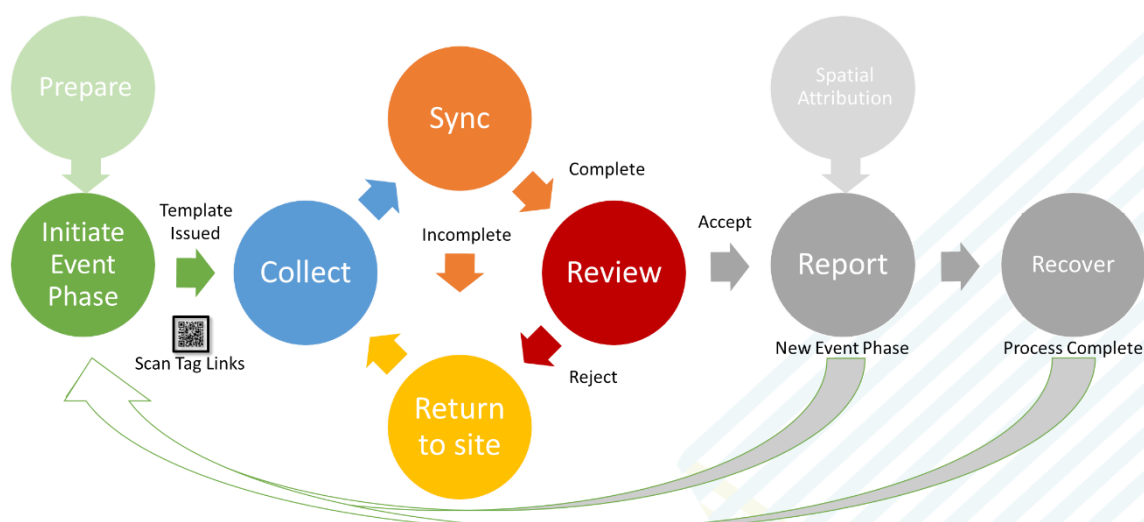 Prepare
Spatial
Attribution
Sync
Complete
Initiate
Event
Phase
Template
Issued
Scan Tag Links
Collect
Incomplete
Review
Accept
Report
Recover
New Event Phase
Process Complete
Reject
Return
to site